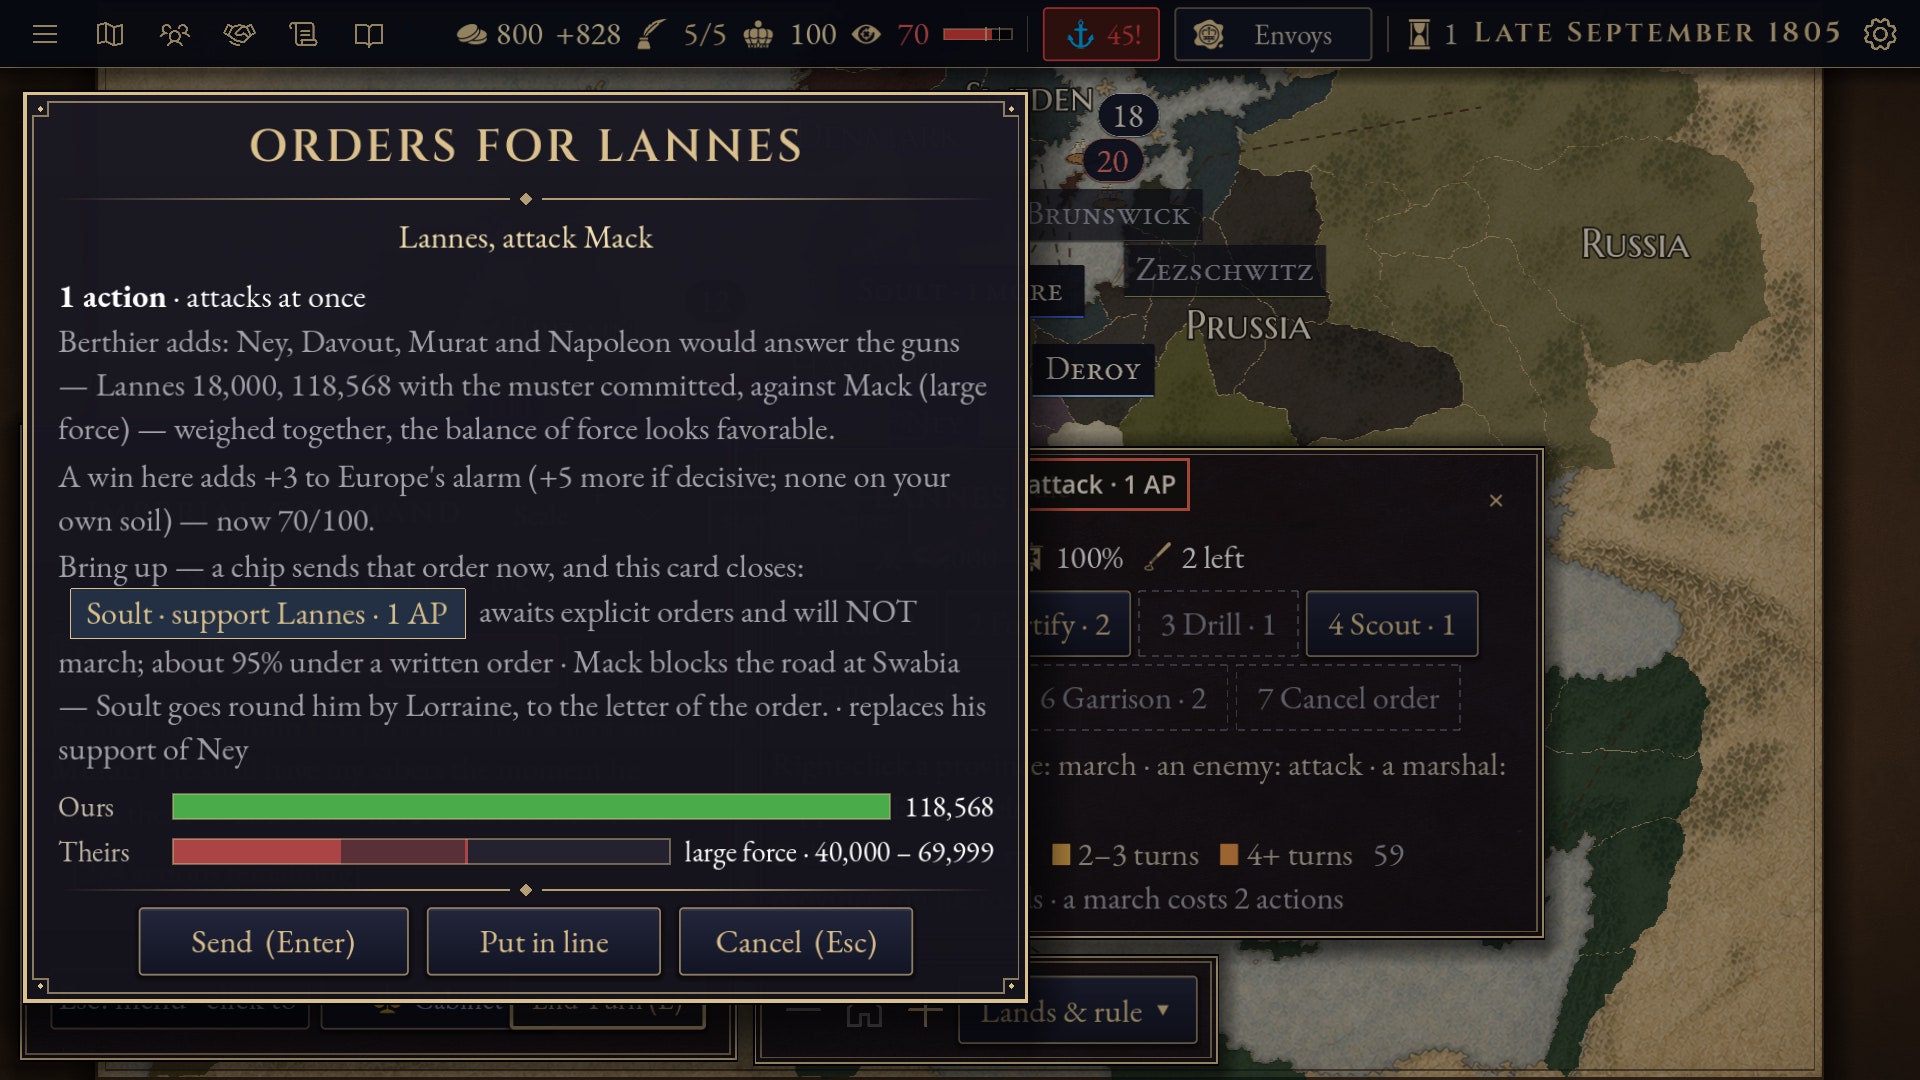 800 +828 5/5 100 70 45! Envoys 1 Late September 1805
ORDERS FOR LANNES
Lannes, attack Mack
1 action · attacks at once
Berthier adds: Ney, Davout, Murat and Napoleon would answer the guns
— Lannes 18,000, 118,568 with the muster committed, against Mack (large
force) — weighed together, the balance of force looks favorable.
A win here adds +3 to Europe's alarm (+5 more if decisive; none on your
own soil) — now 70/100.
Bring up — a chip sends that order now, and this card closes:
Soult · support Lannes · 1 AP awaits explicit orders and will NOT
march; about 95% under a written order · Mack blocks the road at Swabia
— Soult goes round him by Lorraine, to the letter of the order. · replaces his
support of Ney
Ours 118,568
Theirs large force · 40,000 – 69,999
Send (Enter) Put in line Cancel (Esc)
DEN
18
20
Brunswick
Zezschwitz
Russia
RE
Prussia
Deroy
attack · 1 AP
×
100% 2 left
tify · 2 3 Drill · 1 4 Scout · 1
6 Garrison · 2 7 Cancel order
e: march · an enemy: attack · a marshal:
2–3 turns 4+ turns 59
s · a march costs 2 actions
Lands & rule ▼